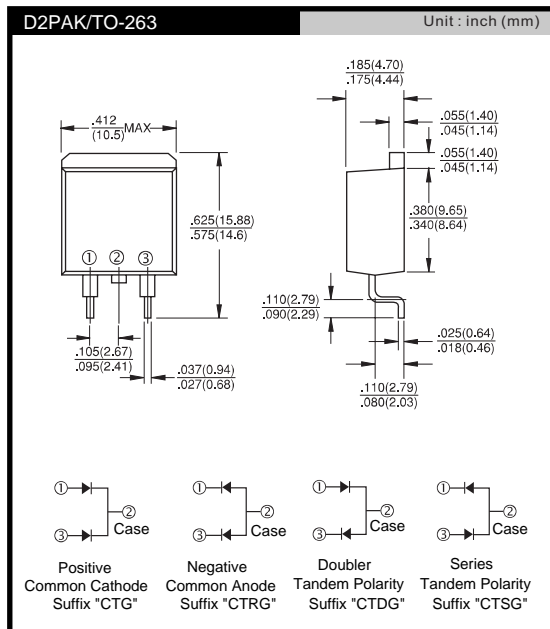 D2PAK/TO-263
Unit : inch (mm)
.185(4.70)
.175(4.44)
.412
(10.5)
MAX
.055(1.40)
.045(1.14)
.055(1.40)
.045(1.14)
.625(15.88)
.575(14.6)
.380(9.65)
.340(8.64)
① ② ③
.110(2.79)
.090(2.29)
.105(2.67)
.095(2.41)
.037(0.94)
.027(0.68)
.025(0.64)
.018(0.46)
.110(2.79)
.080(2.03)
①
②
③
Case
Positive
Common Cathode
Suffix "CTG"
①
②
③
Case
Negative
Common Anode
Suffix "CTRG"
①
②
③
Case
Doubler
Tandem Polarity
Suffix "CTDG"
①
②
③
Case
Series
Tandem Polarity
Suffix "CTSG"